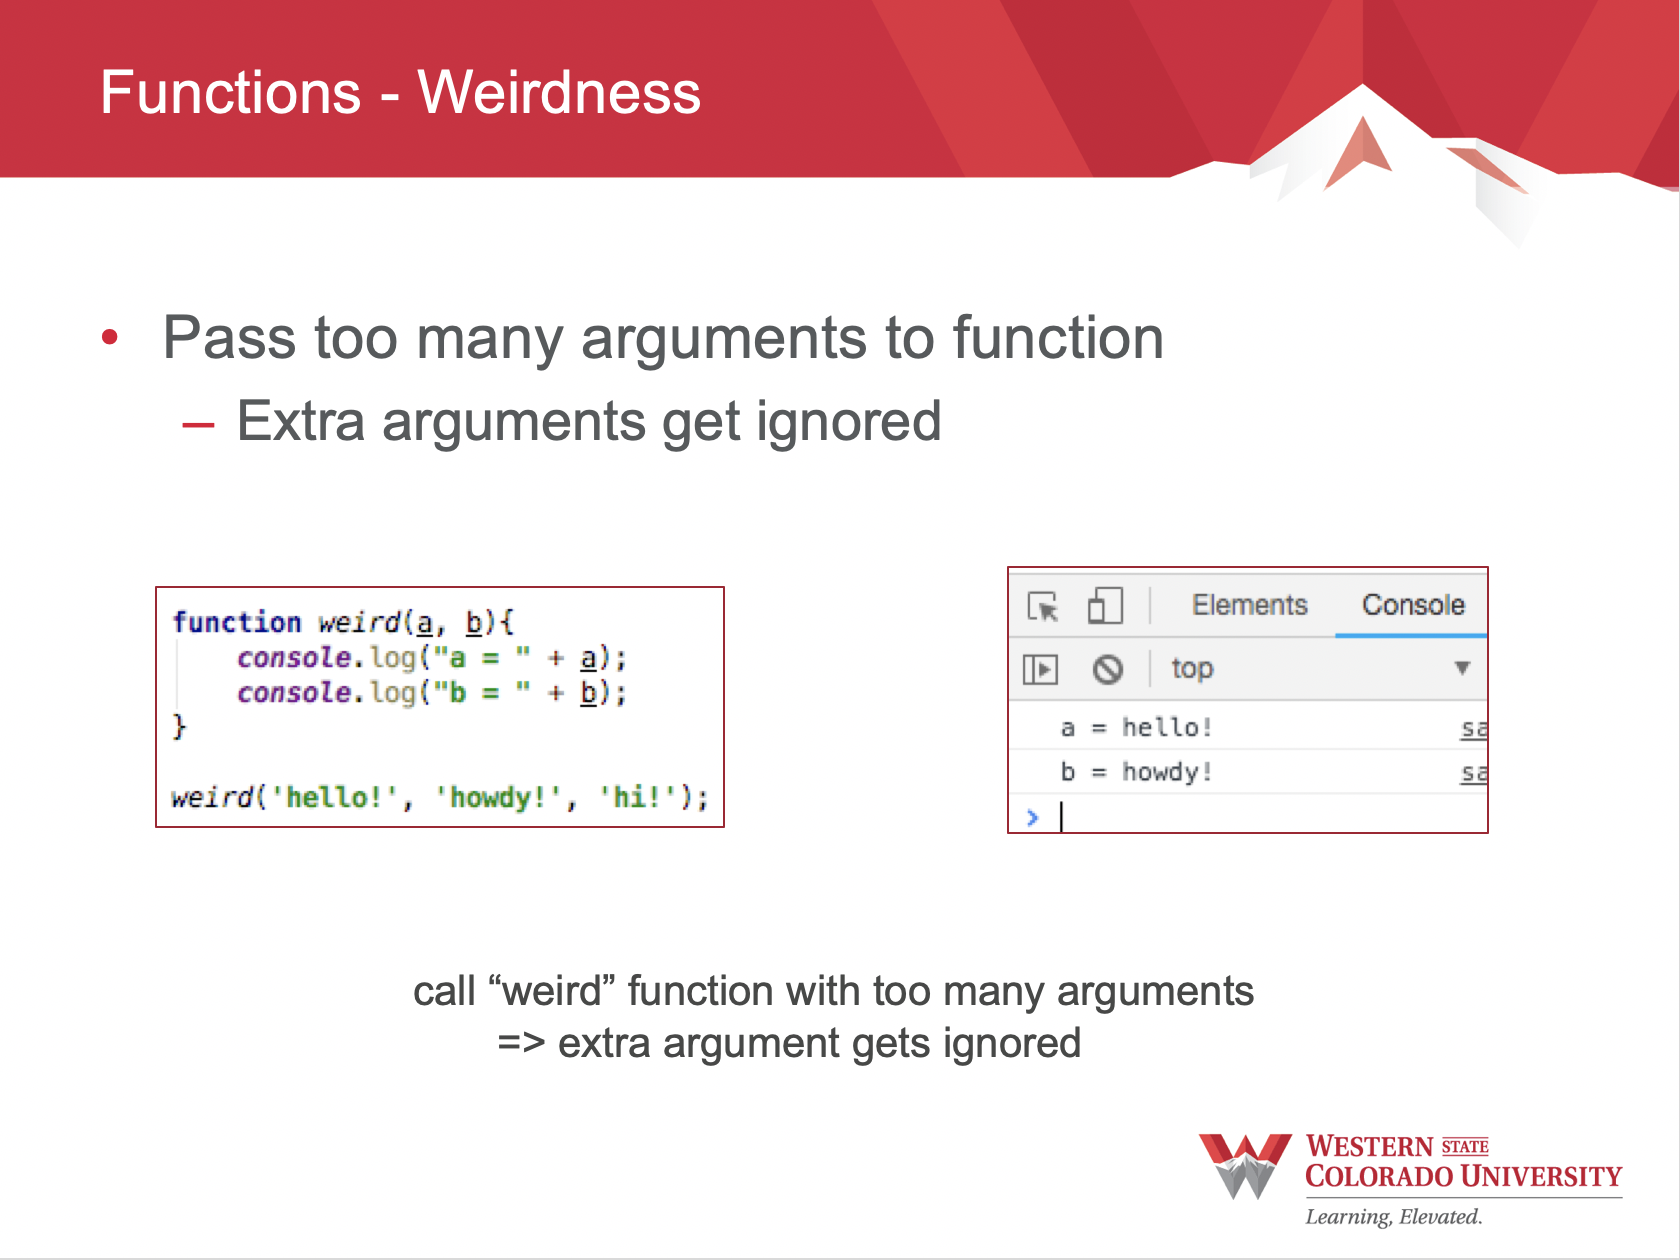 Functions - Weirdness
• Pass too many arguments to function
– Extra arguments get ignored
function weird(a, b){
console.log("a = " + a);
console.log("b = " + b);
}
weird('hello!', 'howdy!', 'hi!');
Elements Console
top
a = hello! sa
b = howdy! sa
>
call “weird” function with too many arguments
=> extra argument gets ignored
WESTERN STATE
COLORADO UNIVERSITY
Learning, Elevated.